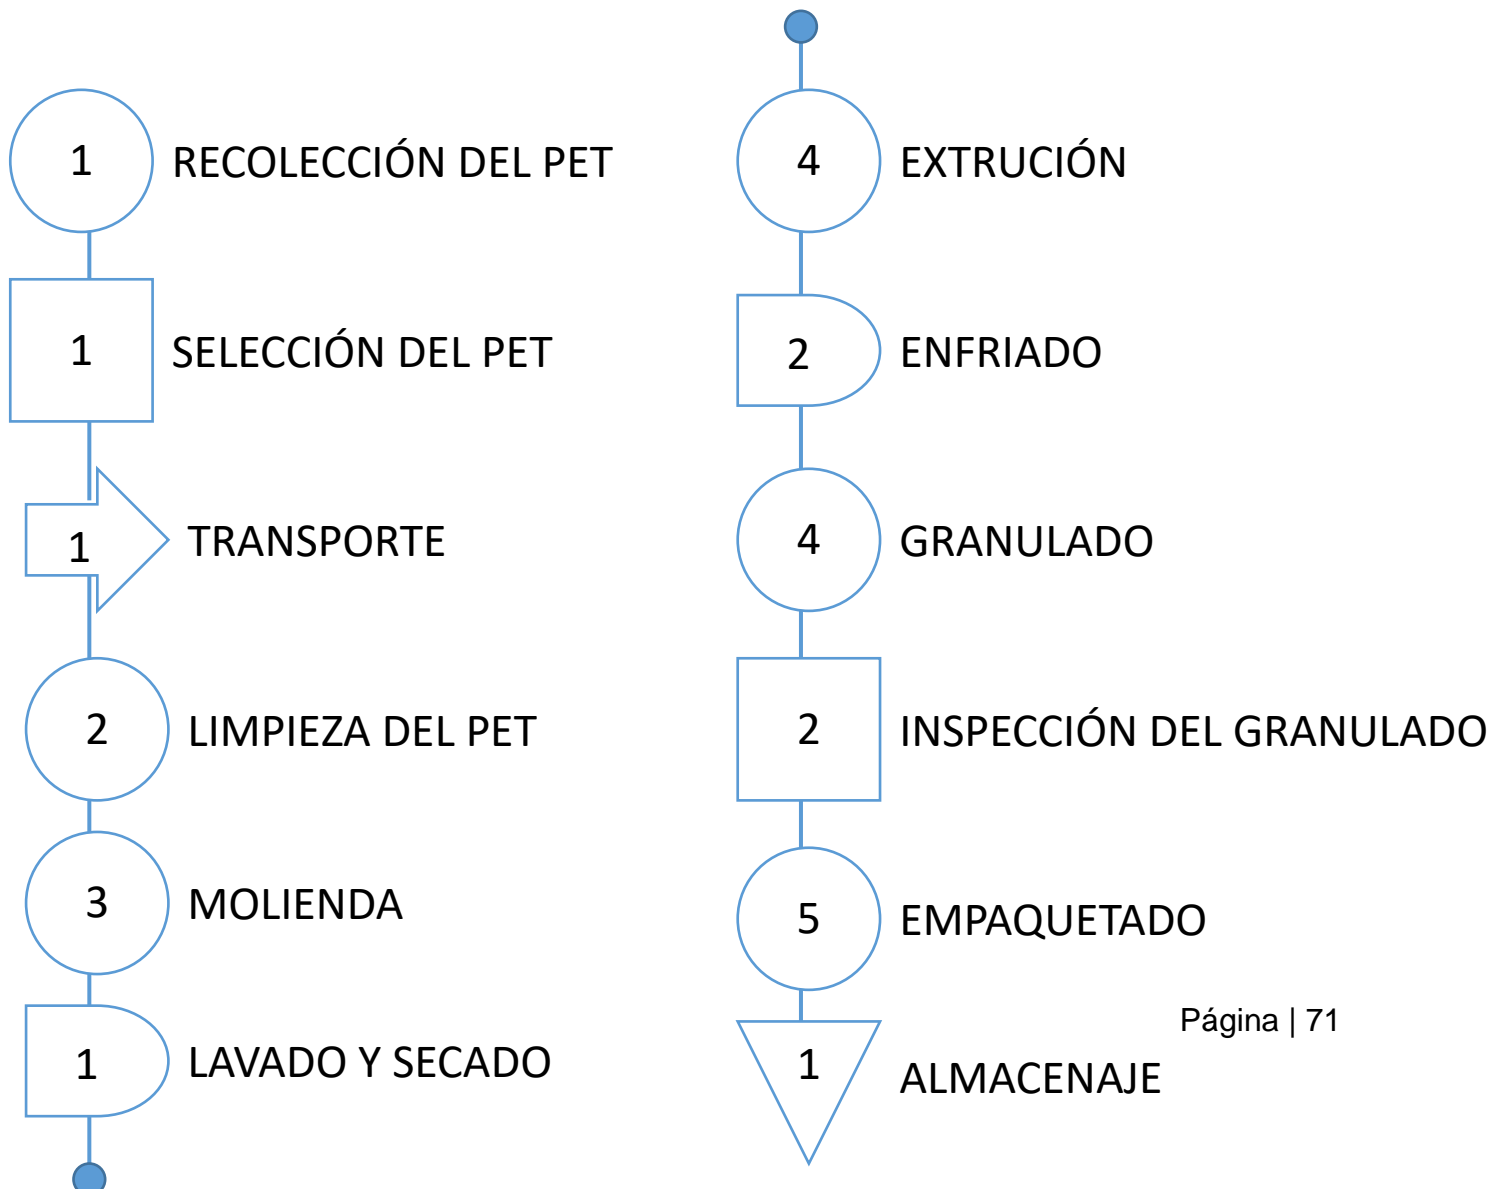 1 RECOLECCIÓN DEL PET
1 SELECCIÓN DEL PET
1 TRANSPORTE
2 LIMPIEZA DEL PET
3 MOLIENDA
1 LAVADO Y SECADO
4 EXTRUCIÓN
2 ENFRIADO
4 GRANULADO
2 INSPECCIÓN DEL GRANULADO
5 EMPAQUETADO
1 ALMACENAJE
Página | 71